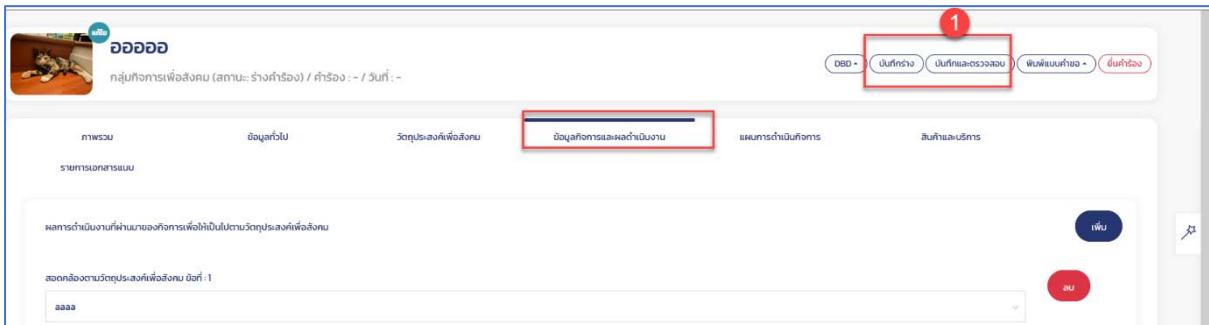 1
แก้ไข
ออออออ
กลุ่มกิจการเพื่อสังคม (สถานะ: ร่างคำร้อง) / คำร้อง : - / วันที่ : -
DBD บันทึกร่าง บันทึกและตรวจสอบ พิมพ์แบบคำขอ ยื่นคำร้อง
ภาพรวม ข้อมูลทั่วไป วัตถุประสงค์เพื่อสังคม ข้อมูลกิจการและผลดำเนินงาน แผนการดำเนินกิจการ สินค้าและบริการ
รายการเอกสารแนบ
ผลการดำเนินงานที่ผ่านมาของกิจการเพื่อให้เป็นไปตามวัตถุประสงค์เพื่อสังคม เพิ่ม
สอดคล้องตามวัตถุประสงค์เพื่อสังคม ข้อที่ : 1 ลบ
aaaa